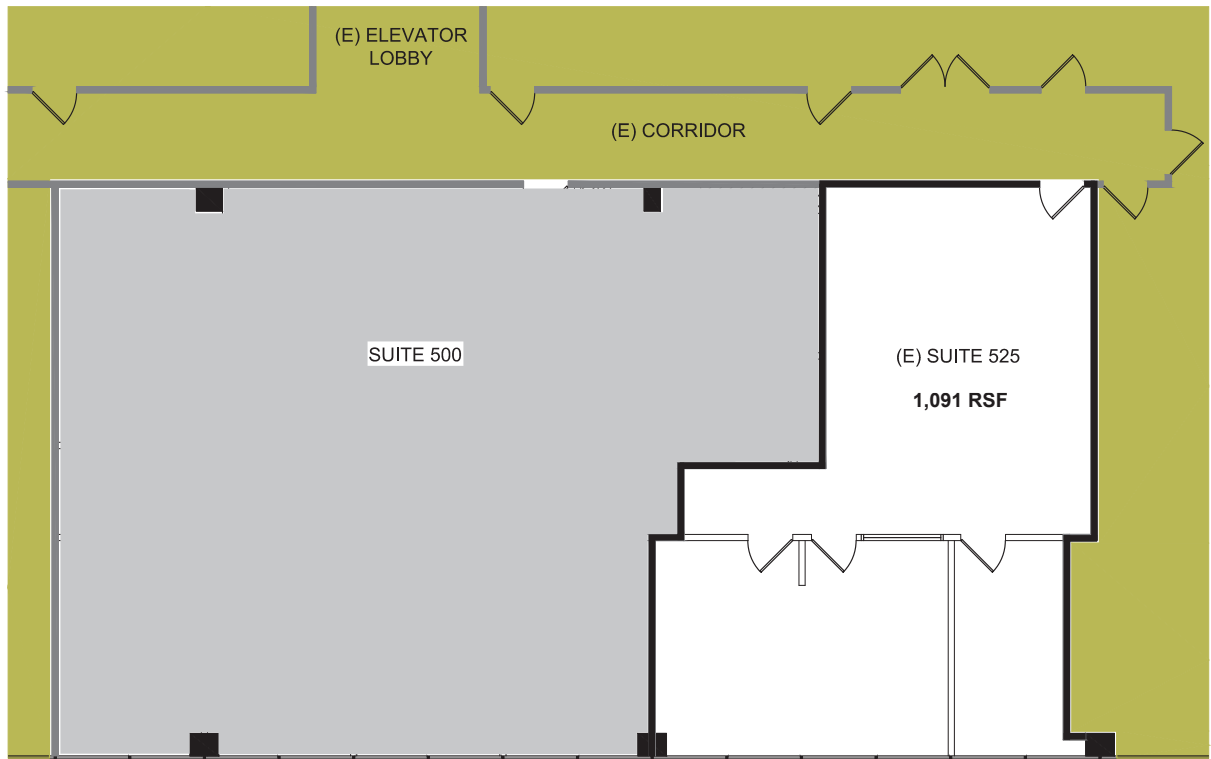 (E) ELEVATOR
LOBBY
(E) CORRIDOR
SUITE 500
(E) SUITE 525
1,091 RSF